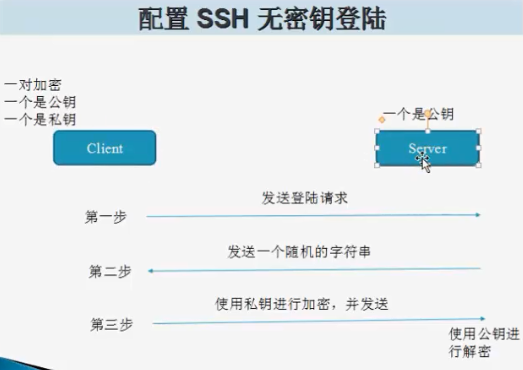 配置 SSH 无密钥登陆
一对加密
一个是公钥
一个是私钥
一个是公钥
Client
Server
发送登陆请求
第一步
发送一个随机的字符串
第二步
使用私钥进行加密，并发送
第三步
使用公钥进
行解密